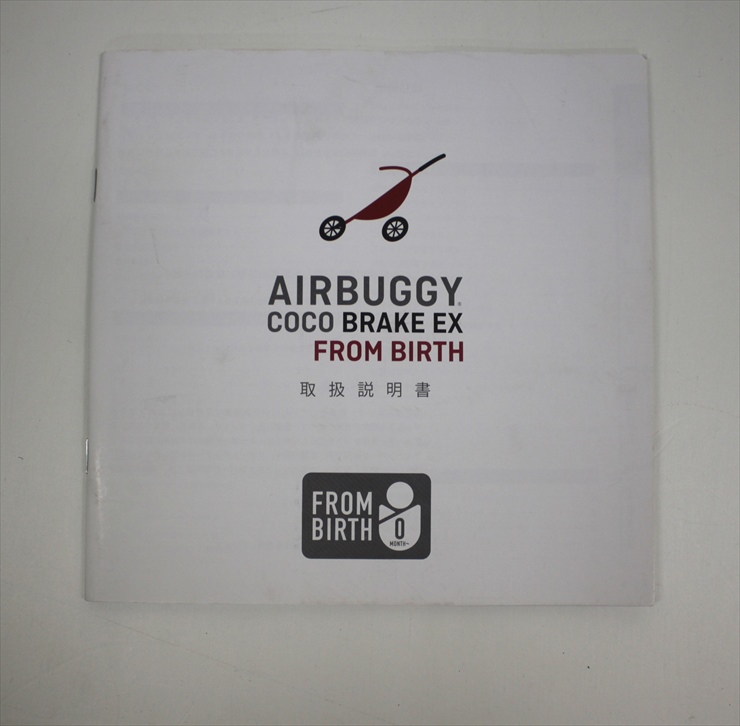 AIRBUGGY®
COCO BRAKE EX
FROM BIRTH
取扱説明書
FROM
BIRTH
0
MONTH~